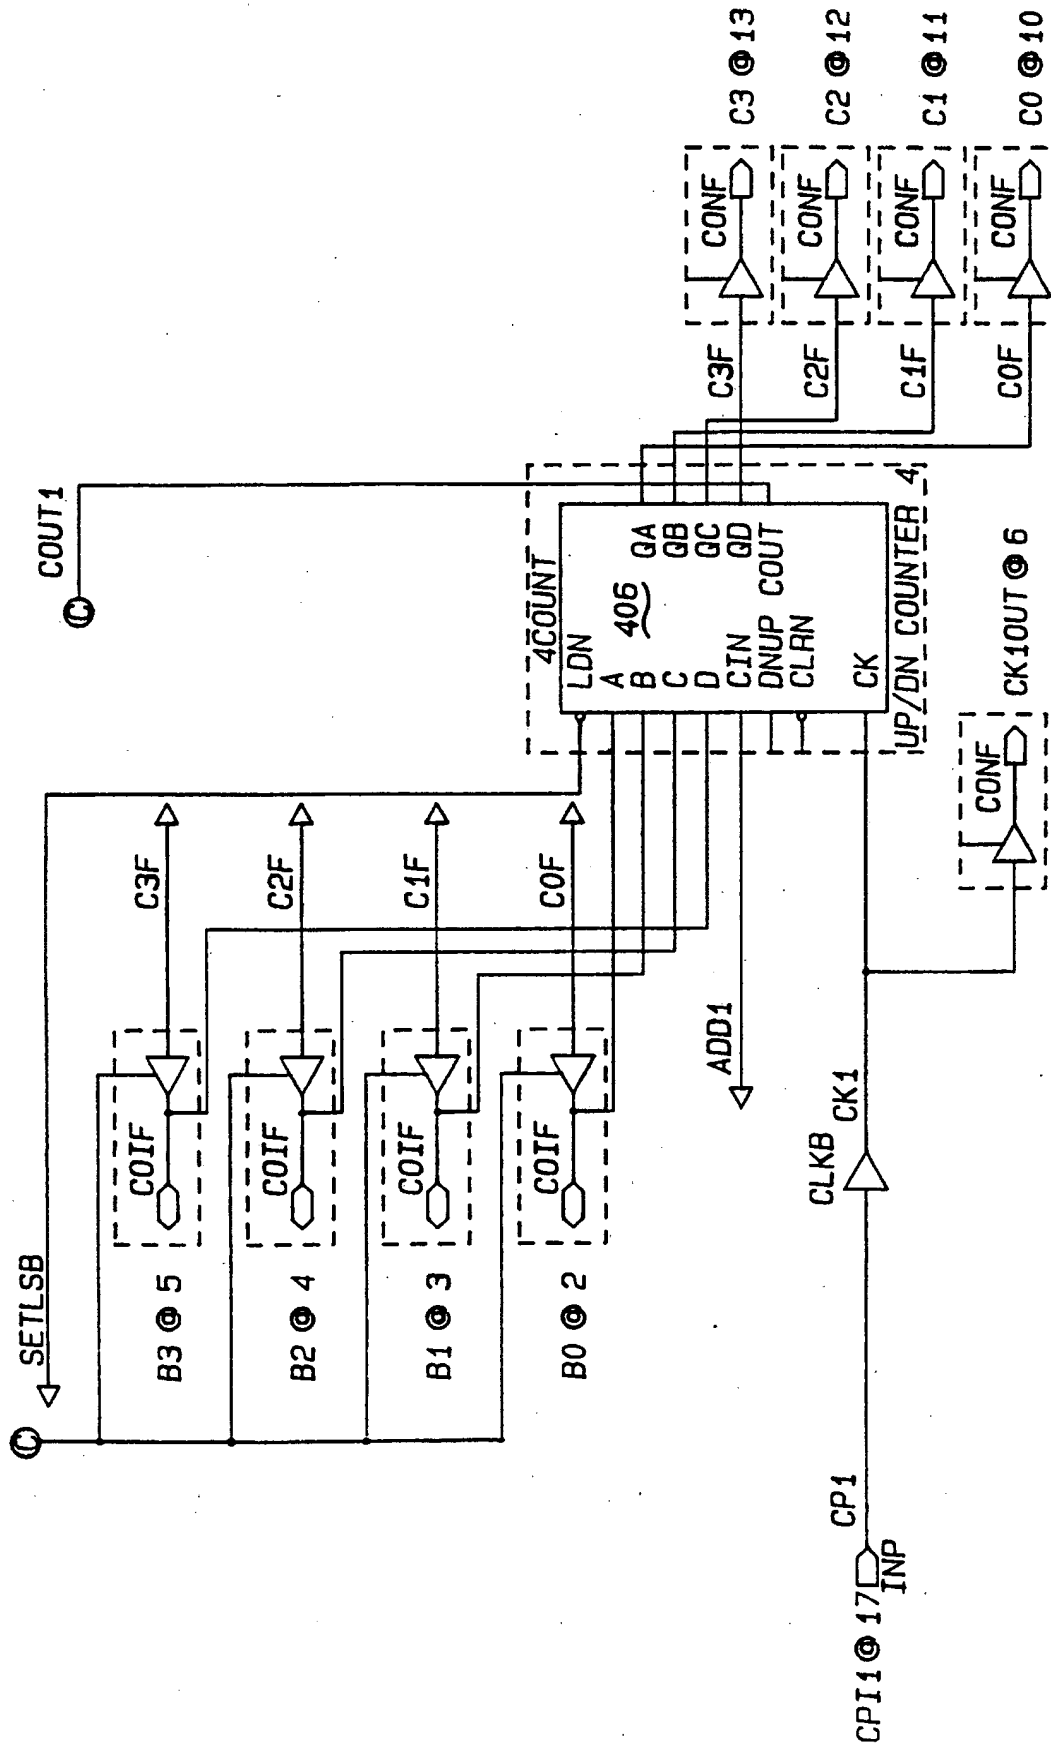 C
SETLSB
COUT1
C
B3 @ 5
COIF
C3F
B2 @ 4
COIF
C2F
B1 @ 3
COIF
C1F
B0 @ 2
COIF
C0F
ADD1
4COUNT
406
LDN
A
B
C
D
CIN
DNUP
CLRN
CK
QA
QB
QC
QD
COUT
UP/DN COUNTER 4
C3F
CONF
C3 @ 13
C2F
CONF
C2 @ 12
C1F
CONF
C1 @ 11
C0F
CONF
C0 @ 10
CPI1 @ 17
INP
CP1
CLKB
CK1
CONF
CK1OUT @ 6